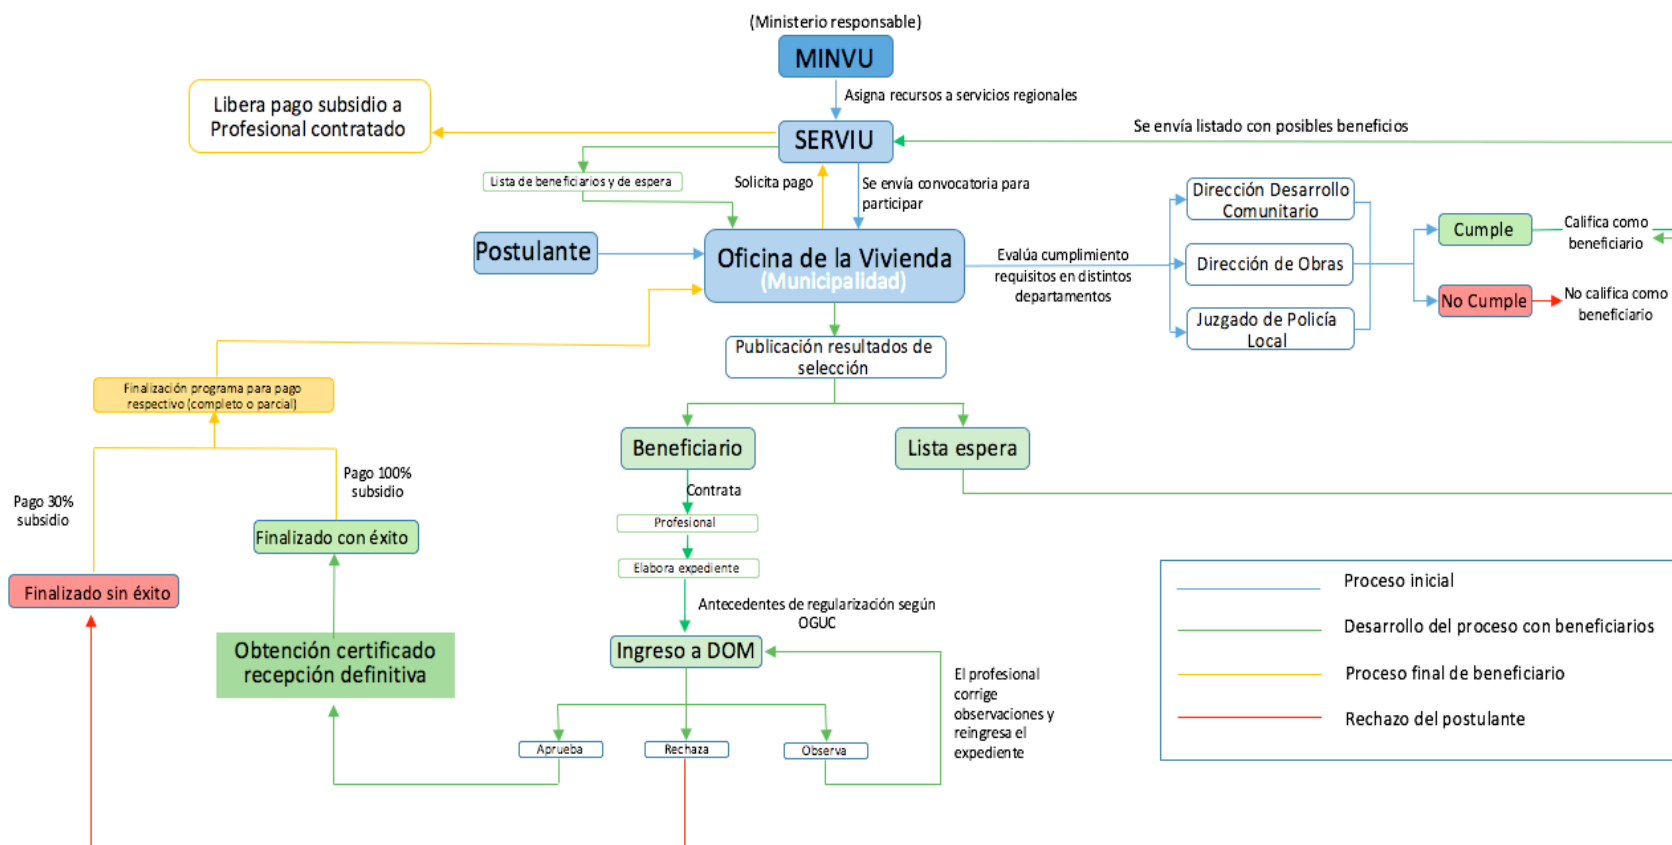 (Ministerio responsable)
MINVU
Asigna recursos a servicios regionales
Libera pago subsidio a
Profesional contratado
SERVIU
Se envía listado con posibles beneficios
Lista de beneficiarios y de espera
Solicita pago
Se envía convocatoria para
participar
Postulante
Oficina de la Vivienda
(Municipalidad)
Evalúa cumplimiento
requisitos en distintos
departamentos
Dirección Desarrollo
Comunitario
Dirección de Obras
Juzgado de Policía
Local
Cumple
Califica como
beneficiario
No Cumple
No califica como
beneficiario
Publicación resultados de
selección
Finalización programa para pago
respectivo (completo o parcial)
Beneficiario
Lista espera
Contrata
Profesional
Elabora expediente
Antecedentes de regularización según
OGUC
Ingreso a DOM
Pago 30%
subsidio
Pago 100%
subsidio
Finalizado con éxito
Finalizado sin éxito
Obtención certificado
recepción definitiva
Aprueba
Rechaza
Observa
El profesional
corrige
observaciones y
reingresa el
expediente
Proceso inicial
Desarrollo del proceso con beneficiarios
Proceso final de beneficiario
Rechazo del postulante